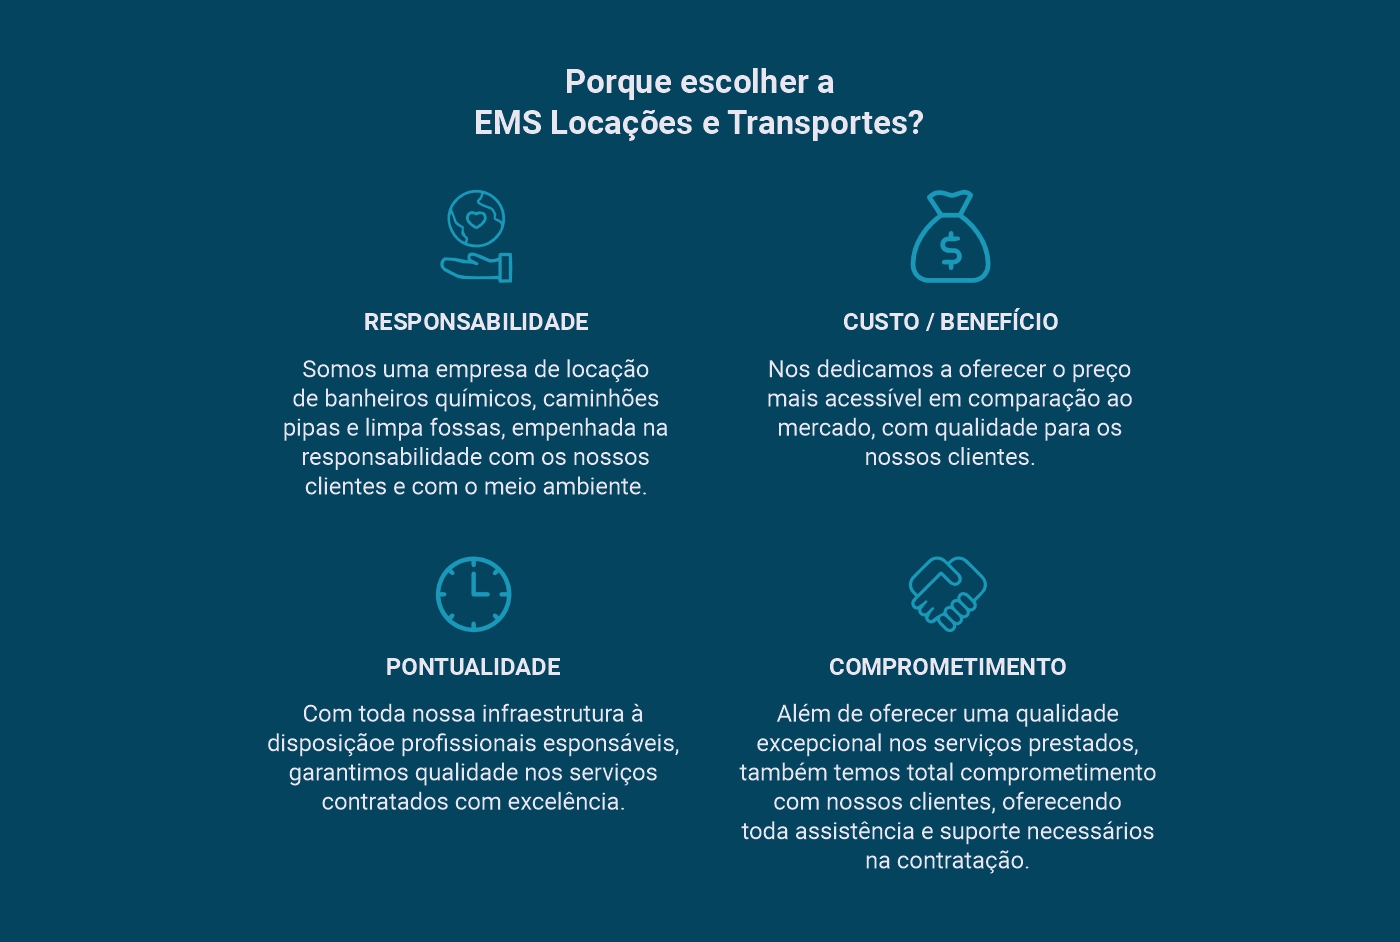 Porque escolher a
EMS Locações e Transportes?
RESPONSABILIDADE
Somos uma empresa de locação
de banheiros químicos, caminhões
pipas e limpa fossas, empenhada na
responsabilidade com os nossos
clientes e com o meio ambiente.
CUSTO / BENEFÍCIO
Nos dedicamos a oferecer o preço
mais acessível em comparação ao
mercado, com qualidade para os
nossos clientes.
PONTUALIDADE
Com toda nossa infraestrutura à
disposiçãoe profissionais esponsáveis,
garantimos qualidade nos serviços
contratados com excelência.
COMPROMETIMENTO
Além de oferecer uma qualidade
excepcional nos serviços prestados,
também temos total comprometimento
com nossos clientes, oferecendo
toda assistência e suporte necessários
na contratação.